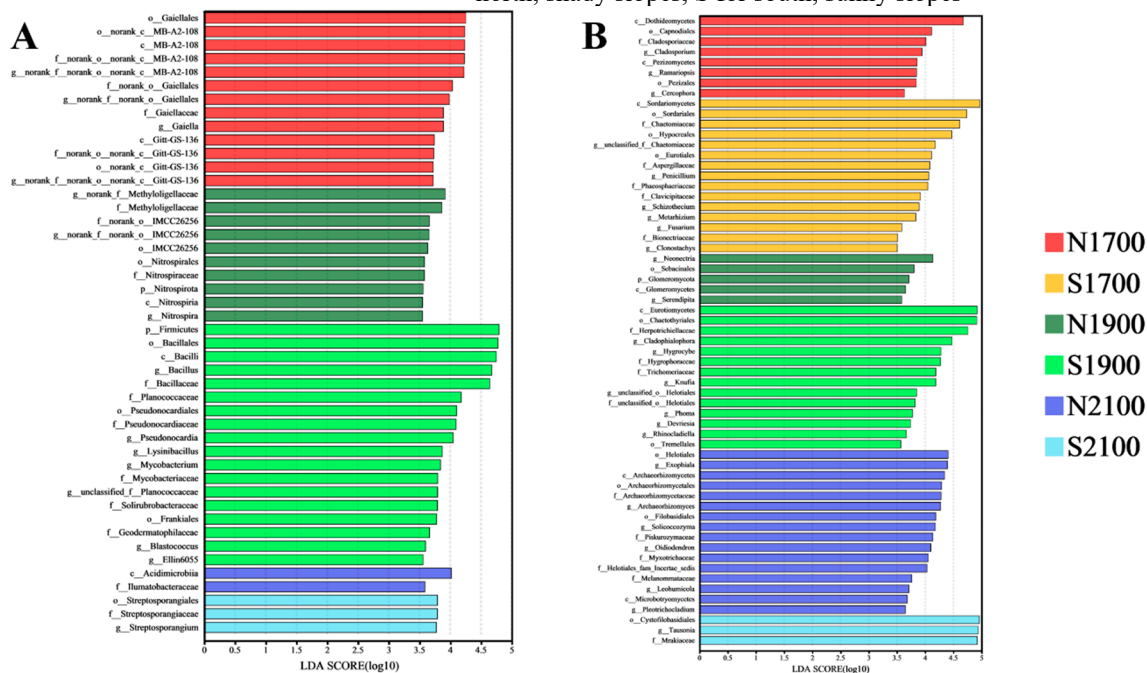 north, shady slopes; S for south, sunny slopes
A
o__Gaiellales
o__norank_c__MB-A2-108
c__MB-A2-108
f__norank_o__norank_c__MB-A2-108
g__norank_f__norank_o__norank_c__MB-A2-108
f__norank_o__Gaiellales
g__norank_f__norank_o__Gaiellales
f__Gaiellaceae
g__Gaiella
c__Gitt-GS-136
f__norank_o__norank_c__Gitt-GS-136
o__norank_c__Gitt-GS-136
g__norank_f__norank_o__norank_c__Gitt-GS-136
g__norank_f__Methyloligellaceae
f__Methyloligellaceae
f__norank_o__IMCC26256
g__norank_f__norank_o__IMCC26256
o__IMCC26256
o__Nitrospirales
f__Nitrospiraceae
p__Nitrospirota
c__Nitrospiria
g__Nitrospira
p__Firmicutes
o__Bacillales
c__Bacilli
g__Bacillus
f__Bacillaceae
f__Planococcaceae
o__Pseudonocardiales
f__Pseudonocardiaceae
g__Pseudonocardia
g__Lysinibacillus
g__Mycobacterium
f__Mycobacteriaceae
g__unclassified_f__Planococcaceae
f__Solirubrobacteraceae
o__Frankiales
f__Geodermatophilaceae
g__Blastococcus
g__Ellin6055
c__Acidimicrobiia
f__Ilumatobacteraceae
o__Streptosporangiales
f__Streptosporangiaceae
g__Streptosporangium
0 0.5 1 1.5 2 2.5 3 3.5 4 4.5 5
LDA SCORE(log10)
B
c__Dothideomycetes
o__Capnodiales
f__Cladosporiaceae
g__Cladosporium
c__Pezizomycetes
g__Ramariopsis
o__Pezizales
g__Cercophora
c__Sordariomycetes
o__Sordariales
f__Chaetomiaceae
o__Hypocreales
g__unclassified_f__Chaetomiaceae
o__Eurotiales
f__Aspergillaceae
g__Penicillium
f__Phaeosphaeriaceae
f__Clavicipitaceae
g__Schizothecium
g__Metarhizium
g__Fusarium
f__Bionectriaceae
g__Clonostachys
g__Neonectria
o__Sebacinales
p__Glomeromycota
c__Glomeromycetes
g__Serendipita
c__Eurotiomycetes
o__Chaetothyriales
f__Herpotrichiellaceae
g__Cladophialophora
g__Hygrocybe
f__Hygrophoraceae
f__Trichomeriaceae
g__Knufia
g__unclassified_o__Helotiales
f__unclassified_o__Helotiales
g__Phoma
g__Devriesia
g__Rhinocladiella
o__Tremellales
o__Helotiales
g__Exophiala
c__Archaeorhizomycetes
o__Archaeorhizomycetales
f__Archaeorhizomycetaceae
g__Archaeorhizomyces
o__Filobasidiales
g__Solicoccozyma
f__Piskurozymaceae
g__Oidiodendron
f__Myxotrichaceae
f__Helotiales_fam_Incertae_sedis
f__Melanommataceae
g__Leohumicola
c__Microbotryomycetes
g__Pleotrichocladium
o__Cystofilobasidiales
g__Tausonia
f__Mrakiaceae
0 0.5 1 1.5 2 2.5 3 3.5 4 4.5 5
LDA SCORE(log10)
N1700
S1700
N1900
S1900
N2100
S2100